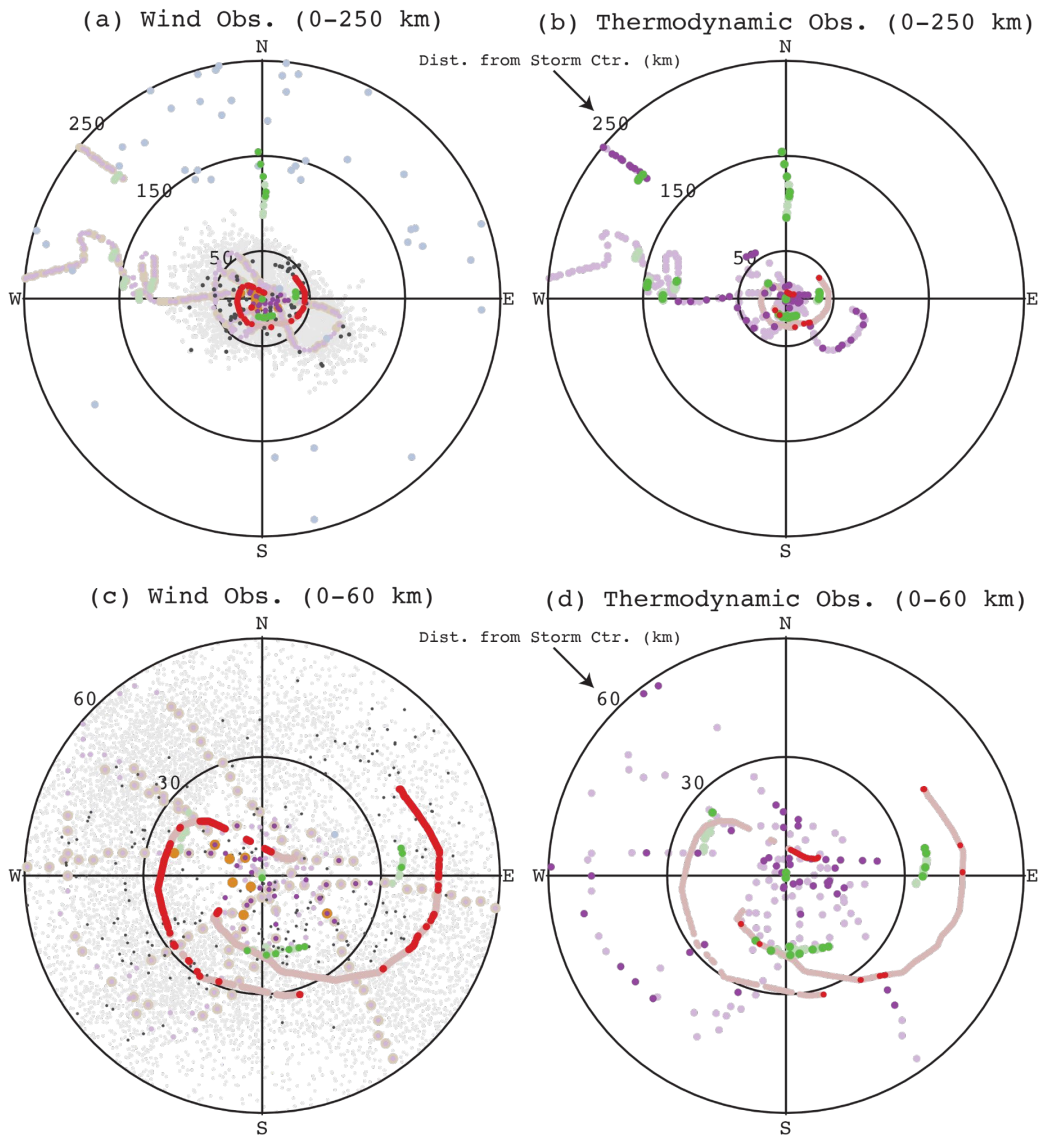 (a) Wind Obs. (0-250 km)
(b) Thermodynamic Obs. (0-250 km)
N
N
Dist. from Storm Ctr. (km)
250
250
150
150
50
50
W
E
W
E
S
S
(c) Wind Obs. (0-60 km)
(d) Thermodynamic Obs. (0-60 km)
N
N
Dist. from Storm Ctr. (km)
60
60
30
30
W
E
W
E
S
S